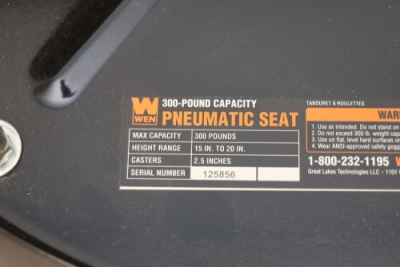 WEN
300-POUND CAPACITY
PNEUMATIC SEAT
MAX CAPACITY 300 POUNDS
HEIGHT RANGE 15 IN. TO 20 IN.
CASTERS 2.5 INCHES
SERIAL NUMBER 125856
TABOURET À ROULETTES
1. Use as intended. Do not stand on
2. Do not exceed 300 lb. weight
3. Use on flat, level hard surfaces
4. Wear ANSI-approved safety
1-800-232-1195
Great Lakes Technologies LLC. • 1101